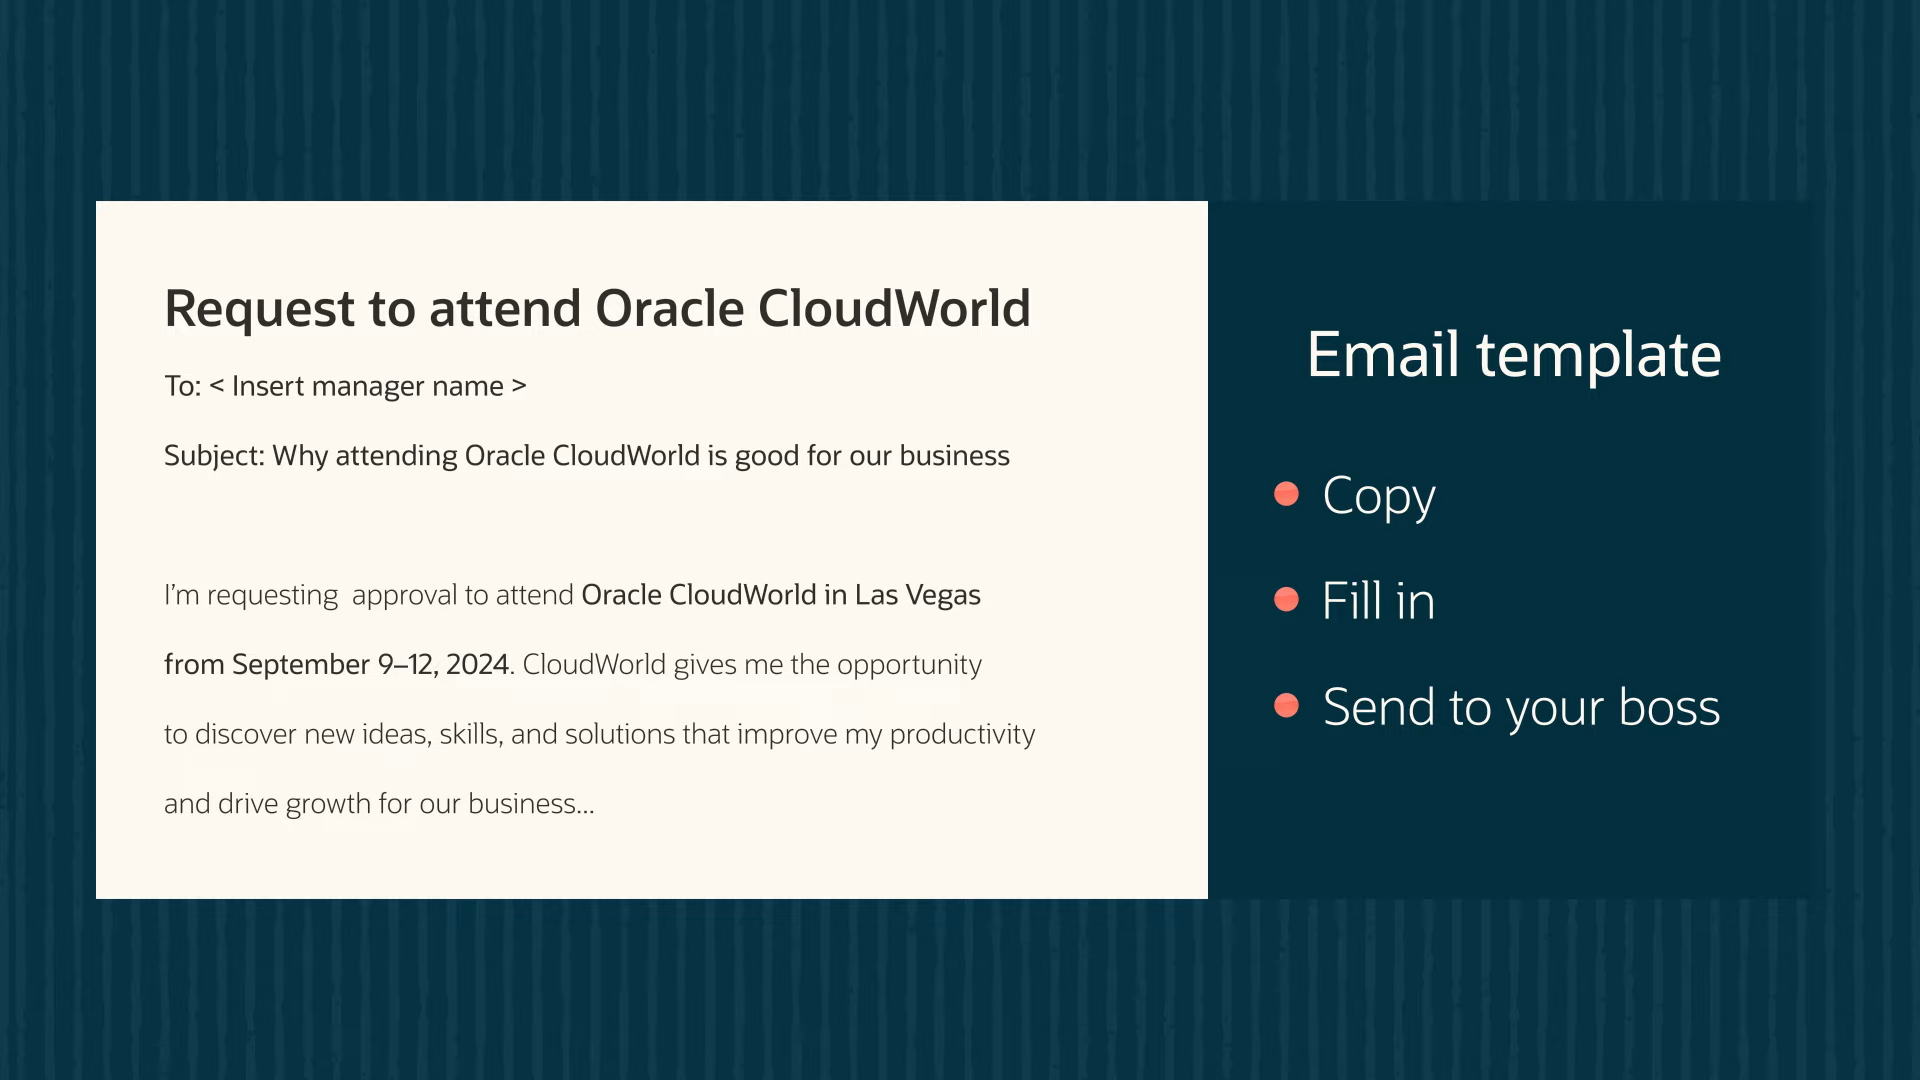 Request to attend Oracle CloudWorld
To: < Insert manager name >
Subject: Why attending Oracle CloudWorld is good for our business
I’m requesting  approval to attend Oracle CloudWorld in Las Vegas
from September 9–12, 2024. CloudWorld gives me the opportunity
to discover new ideas, skills, and solutions that improve my productivity
and drive growth for our business...
Email template
Copy
Fill in
Send to your boss